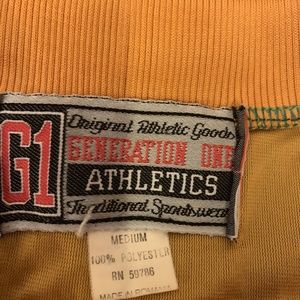 G1
Original Athletic Goods
GENERATION ONE
ATHLETICS
Traditional Sportswear
MEDIUM
100% POLYESTER
RN 59786
MADE IN ROMANIA